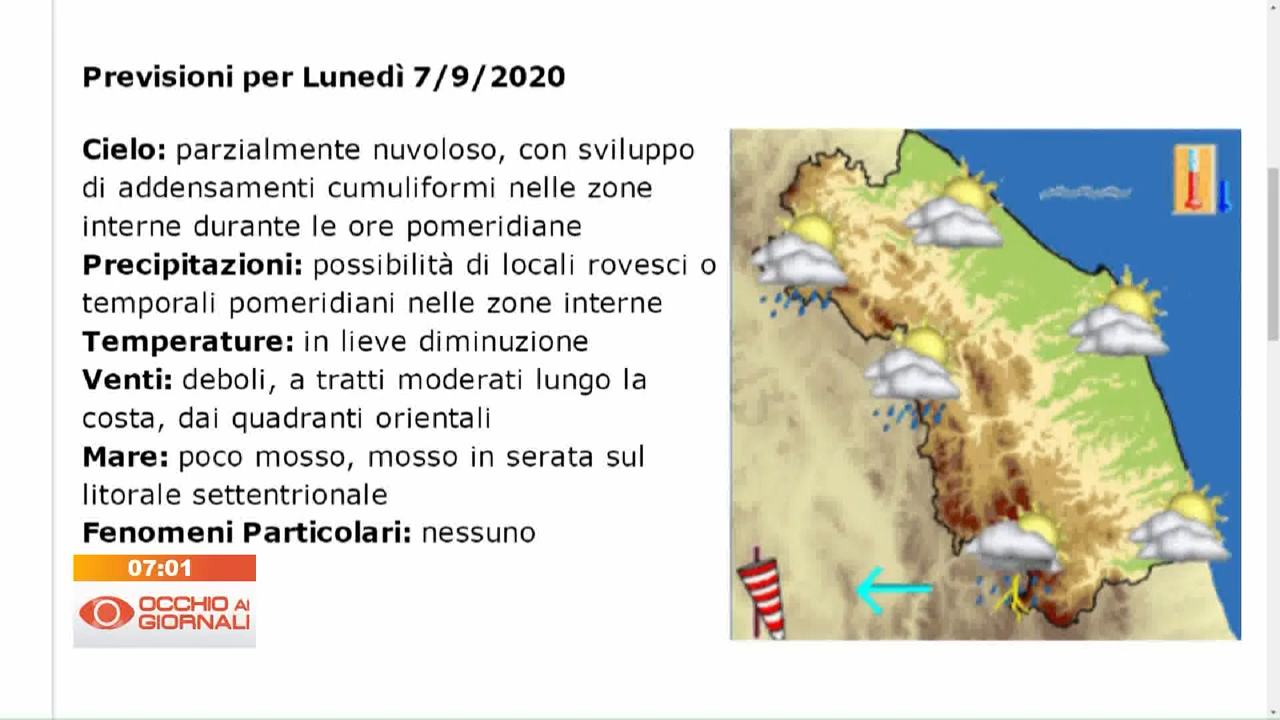 Previsioni per Lunedì 7/9/2020
Cielo: parzialmente nuvoloso, con sviluppo
di addensamenti cumuliformi nelle zone
interne durante le ore pomeridiane
Precipitazioni: possibilità di locali rovesci o
temporali pomeridiani nelle zone interne
Temperature: in lieve diminuzione
Venti: deboli, a tratti moderati lungo la
costa, dai quadranti orientali
Mare: poco mosso, mosso in serata sul
litorale settentrionale
Fenomeni Particolari: nessuno
07:01
OCCHIO AI
GIORNALI